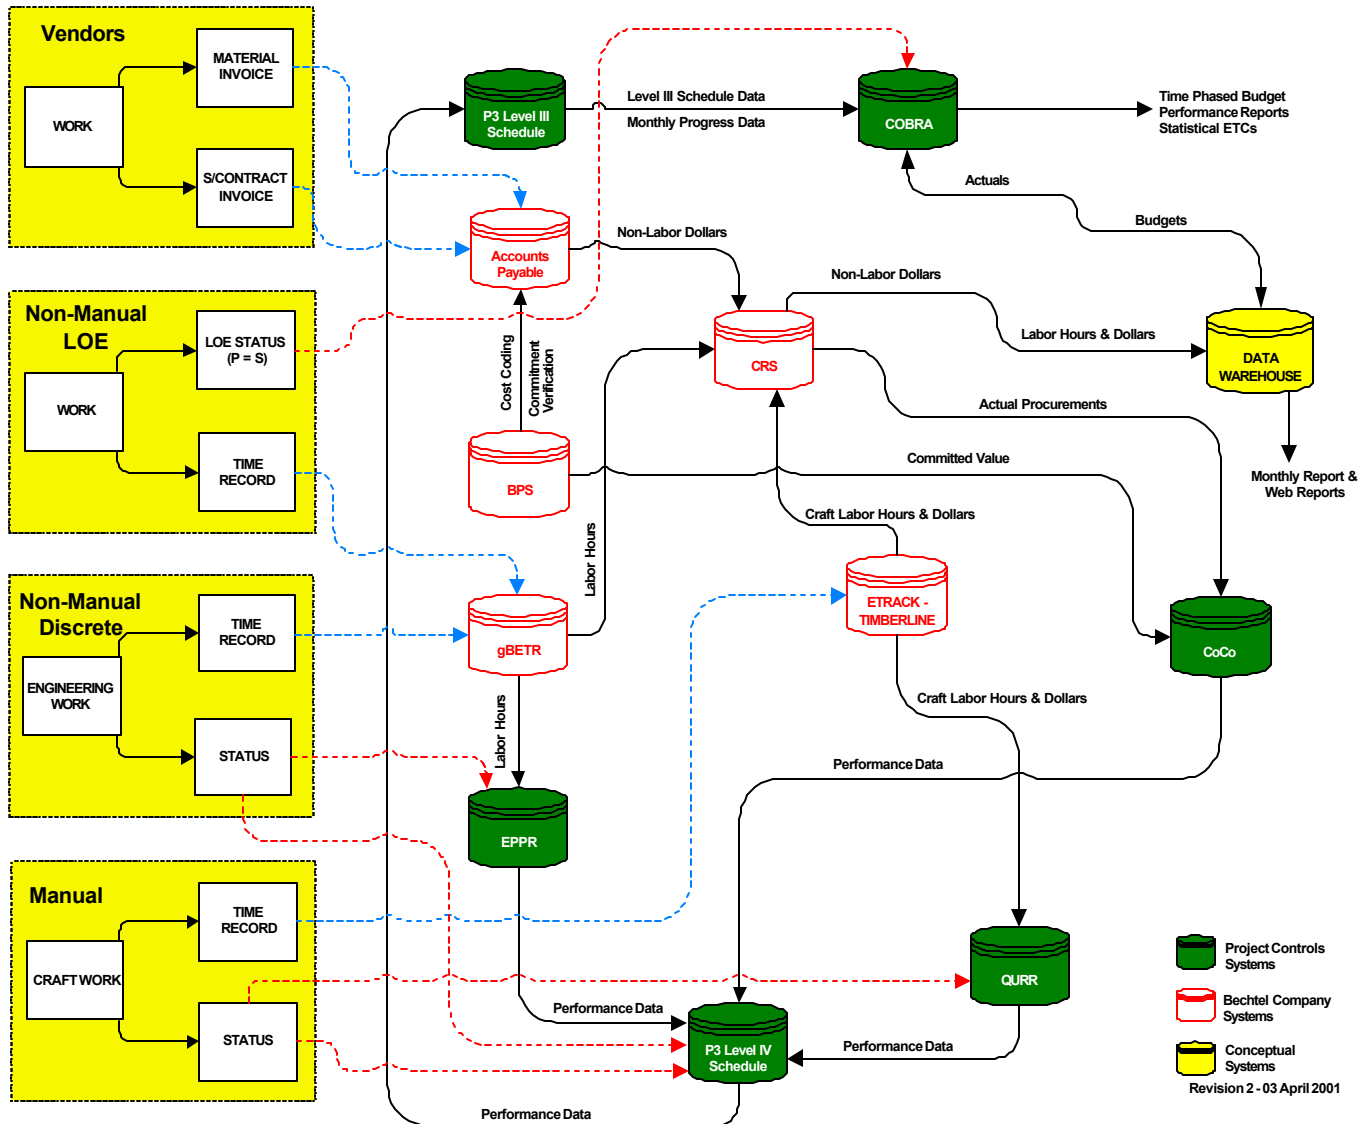 Vendors
WORK
MATERIAL
INVOICE
S/CONTRACT
INVOICE
P3 Level III
Schedule
Level III Schedule Data
Monthly Progress Data
COBRA
Time Phased Budget
Performance Reports
Statistical ETCs
Actuals
Budgets
Accounts
Payable
Non-Labor Dollars
Non-Labor Dollars
Labor Hours & Dollars
DATA
WAREHOUSE
Monthly Report &
Web Reports
Non-Manual
LOE
WORK
LOE STATUS
(P = S)
TIME
RECORD
Cost Coding
Commitment
Verification
CRS
Actual Procurements
BPS
Committed Value
Craft Labor Hours & Dollars
Labor Hours
Non-Manual
Discrete
ENGINEERING
WORK
TIME
RECORD
STATUS
gBETR
ETRACK -
TIMBERLINE
CoCo
Craft Labor Hours & Dollars
Labor Hours
Performance Data
EPPR
Manual
CRAFT WORK
TIME
RECORD
STATUS
QURR
Performance Data
Performance Data
P3 Level IV
Schedule
Performance Data
Project Controls
Systems
Bechtel Company
Systems
Conceptual
Systems
Revision 2 - 03 April 2001